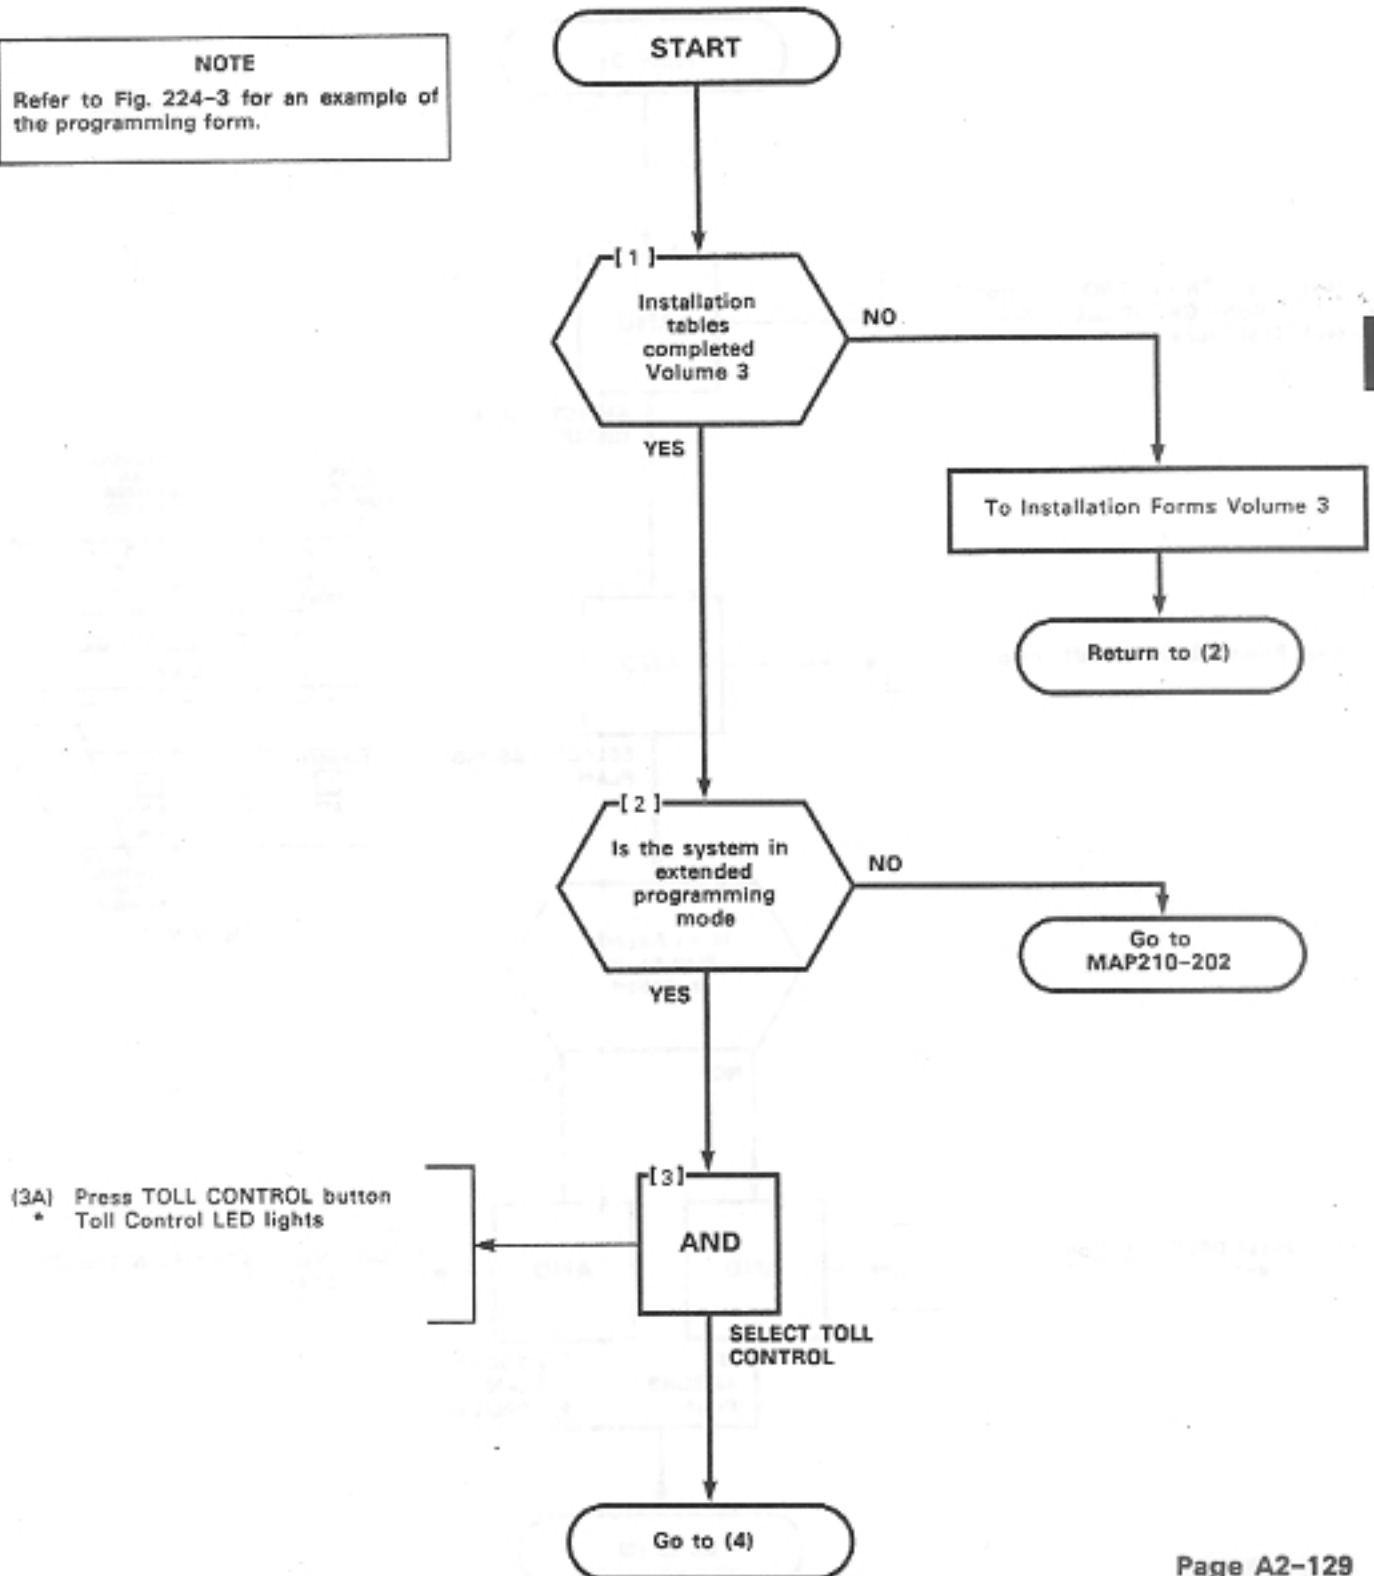 START
NOTE
Refer to Fig. 224-3 for an example of
the programming form.
[ 1 ]
Installation
tables
completed
Volume 3
NO
YES
To Installation Forms Volume 3
Return to (2)
[ 2 ]
Is the system in
extended
programming
mode
NO
Go to
MAP210-202
YES
[3]
(3A) Press TOLL CONTROL button
* Toll Control LED lights
AND
SELECT TOLL
CONTROL
Go to (4)
Page A2-129